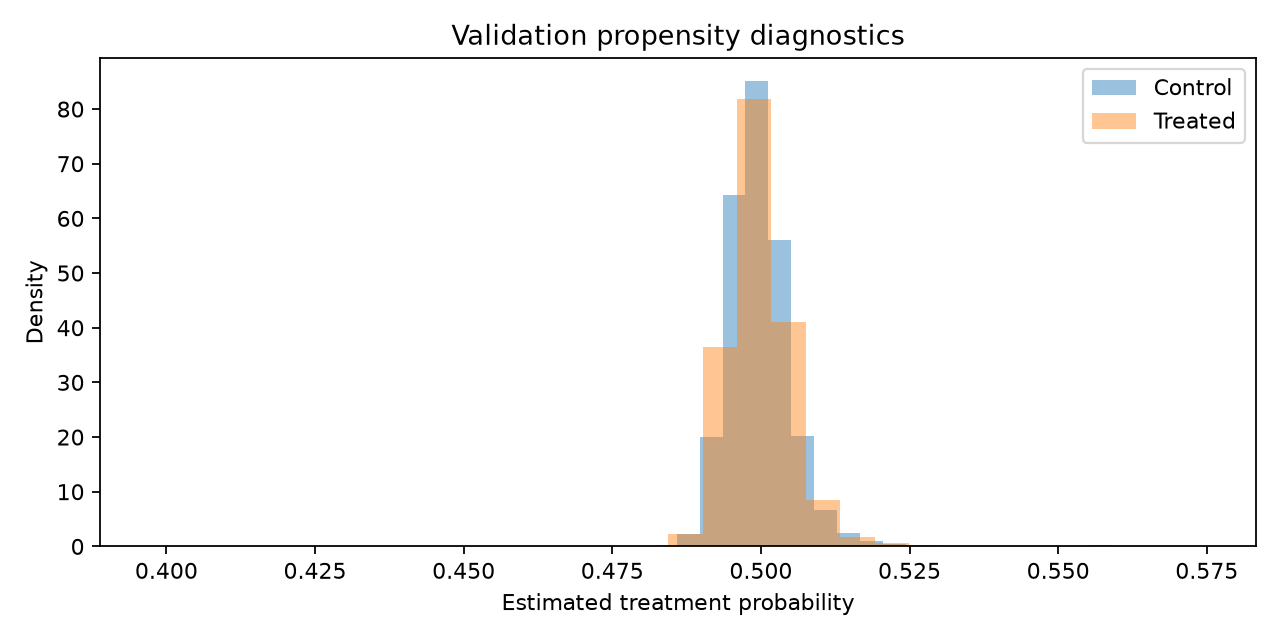 Validation propensity diagnostics
Control
Treated
Density
80
70
60
50
40
30
20
10
0
0.400 0.425 0.450 0.475 0.500 0.525 0.550 0.575
Estimated treatment probability